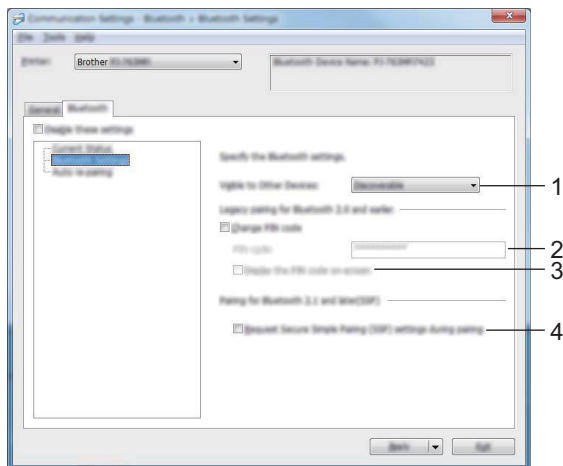 Communication Settings - Bluetooth > Bluetooth Settings
File Tools Help
Printer:
Brother
Bluetooth Device Name:
General Bluetooth
Disable these settings
Current Status
Bluetooth Settings
Auto re-pairing
Specify the Bluetooth settings.
Visible to Other Devices: Discoverable 1
Legacy pairing for Bluetooth 2.0 and earlier
Change PIN code
PIN code: 2
Display the PIN code on-screen 3
Pairing for Bluetooth 2.1 and later(SSP)
Request Secure Simple Pairing (SSP) settings during pairing 4
Exit